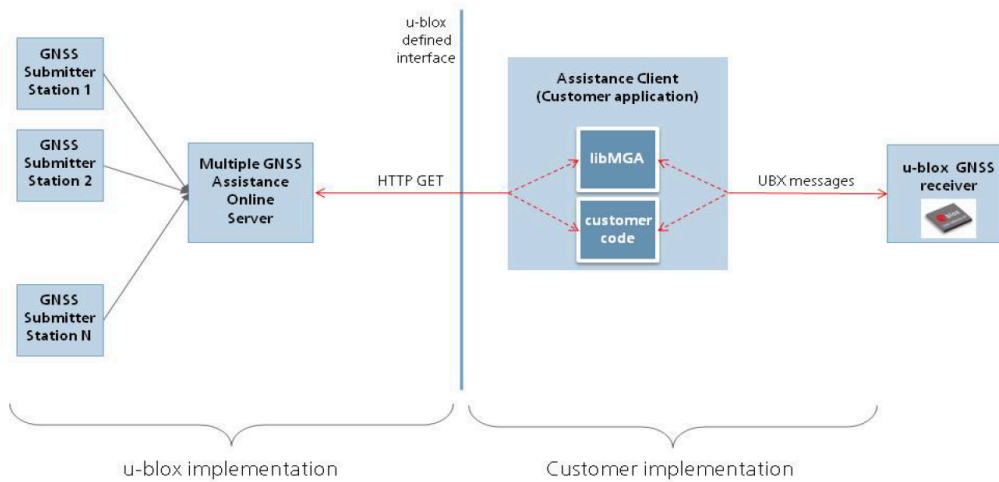 u-blox
defined
interface
GNSS
Submitter
Station 1
GNSS
Submitter
Station 2
GNSS
Submitter
Station N
Multiple GNSS
Assistance
Online
Server
HTTP GET
Assistance Client
(Customer application)
libMGA
customer
code
UBX messages
u-blox GNSS
receiver
u-blox implementation
Customer implementation